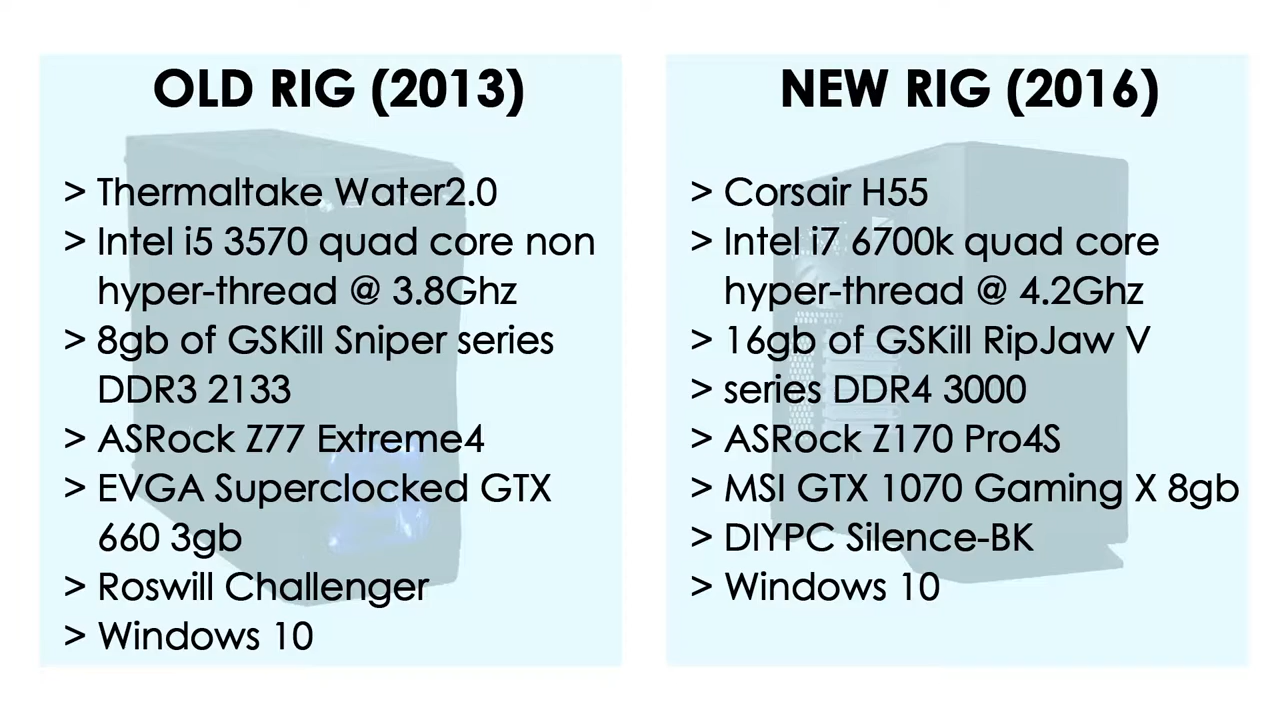 OLD RIG (2013)
> Thermaltake Water2.0
> Intel i5 3570 quad core non
hyper-thread @ 3.8Ghz
> 8gb of GSKill Sniper series
DDR3 2133
> ASRock Z77 Extreme4
> EVGA Superclocked GTX
660 3gb
> Roswill Challenger
> Windows 10
NEW RIG (2016)
> Corsair H55
> Intel i7 6700k quad core
hyper-thread @ 4.2Ghz
> 16gb of GSKill RipJaw V
> series DDR4 3000
> ASRock Z170 Pro4S
> MSI GTX 1070 Gaming X 8gb
> DIYPC Silence-BK
> Windows 10